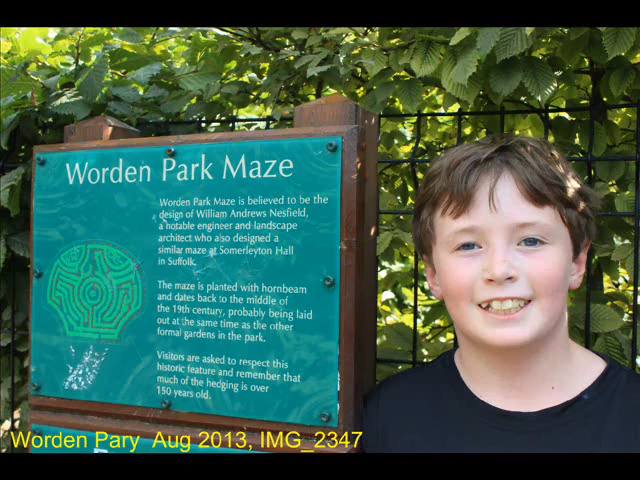 Worden Park Maze
Worden Park Maze is believed to be the
design of William Andrews Nesfield,
a notable engineer and landscape
architect who also designed a
similar maze at Somerleyton Hall
in Suffolk.
The maze is planted with hornbeam
and dates back to the middle of
the 19th century, probably being laid
out at the same time as the other
formal gardens in the park.
Visitors are asked to respect this
historic feature and remember that
much of the hedging is over
150 years old.
Worden Pary Aug 2013, IMG_2347